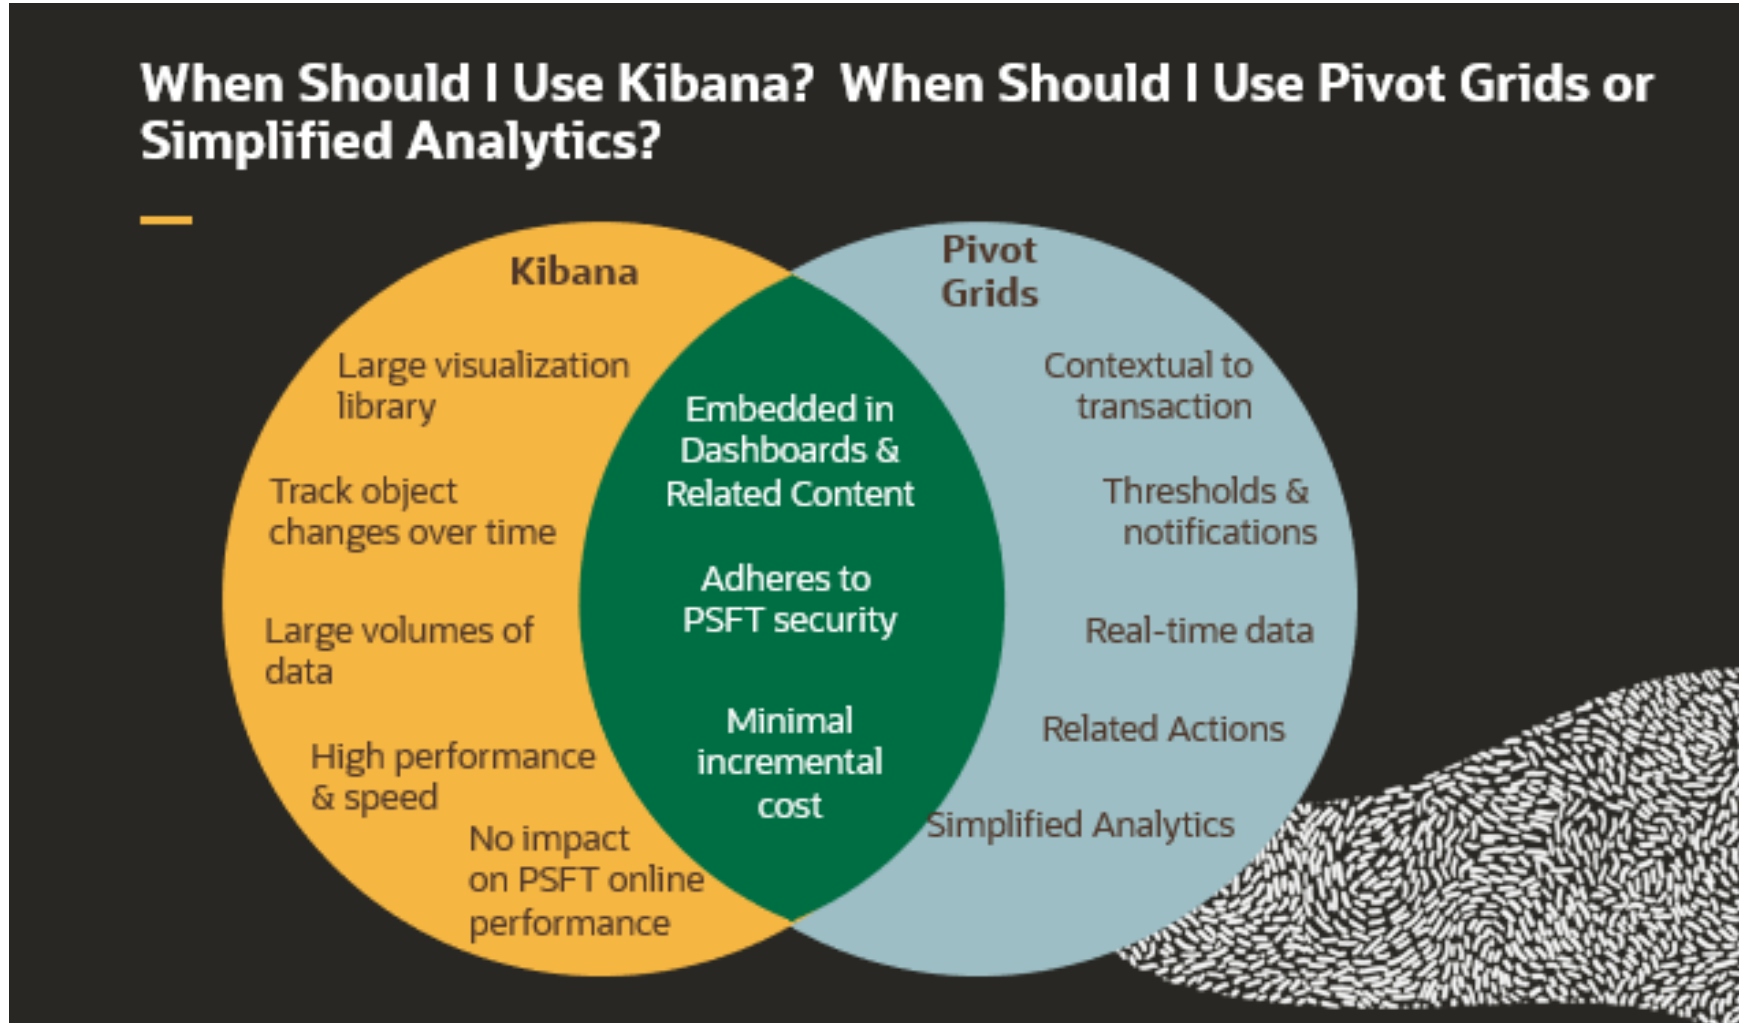 When Should I Use Kibana?  When Should I Use Pivot Grids or
Simplified Analytics?
Kibana
Large visualization
library
Track object
changes over time
Large volumes of
data
High performance
& speed
No impact
on PSFT online
performance
Embedded in
Dashboards &
Related Content
Adheres to
PSFT security
Minimal
incremental
cost
Pivot
Grids
Contextual to
transaction
Thresholds &
notifications
Real-time data
Related Actions
Simplified Analytics